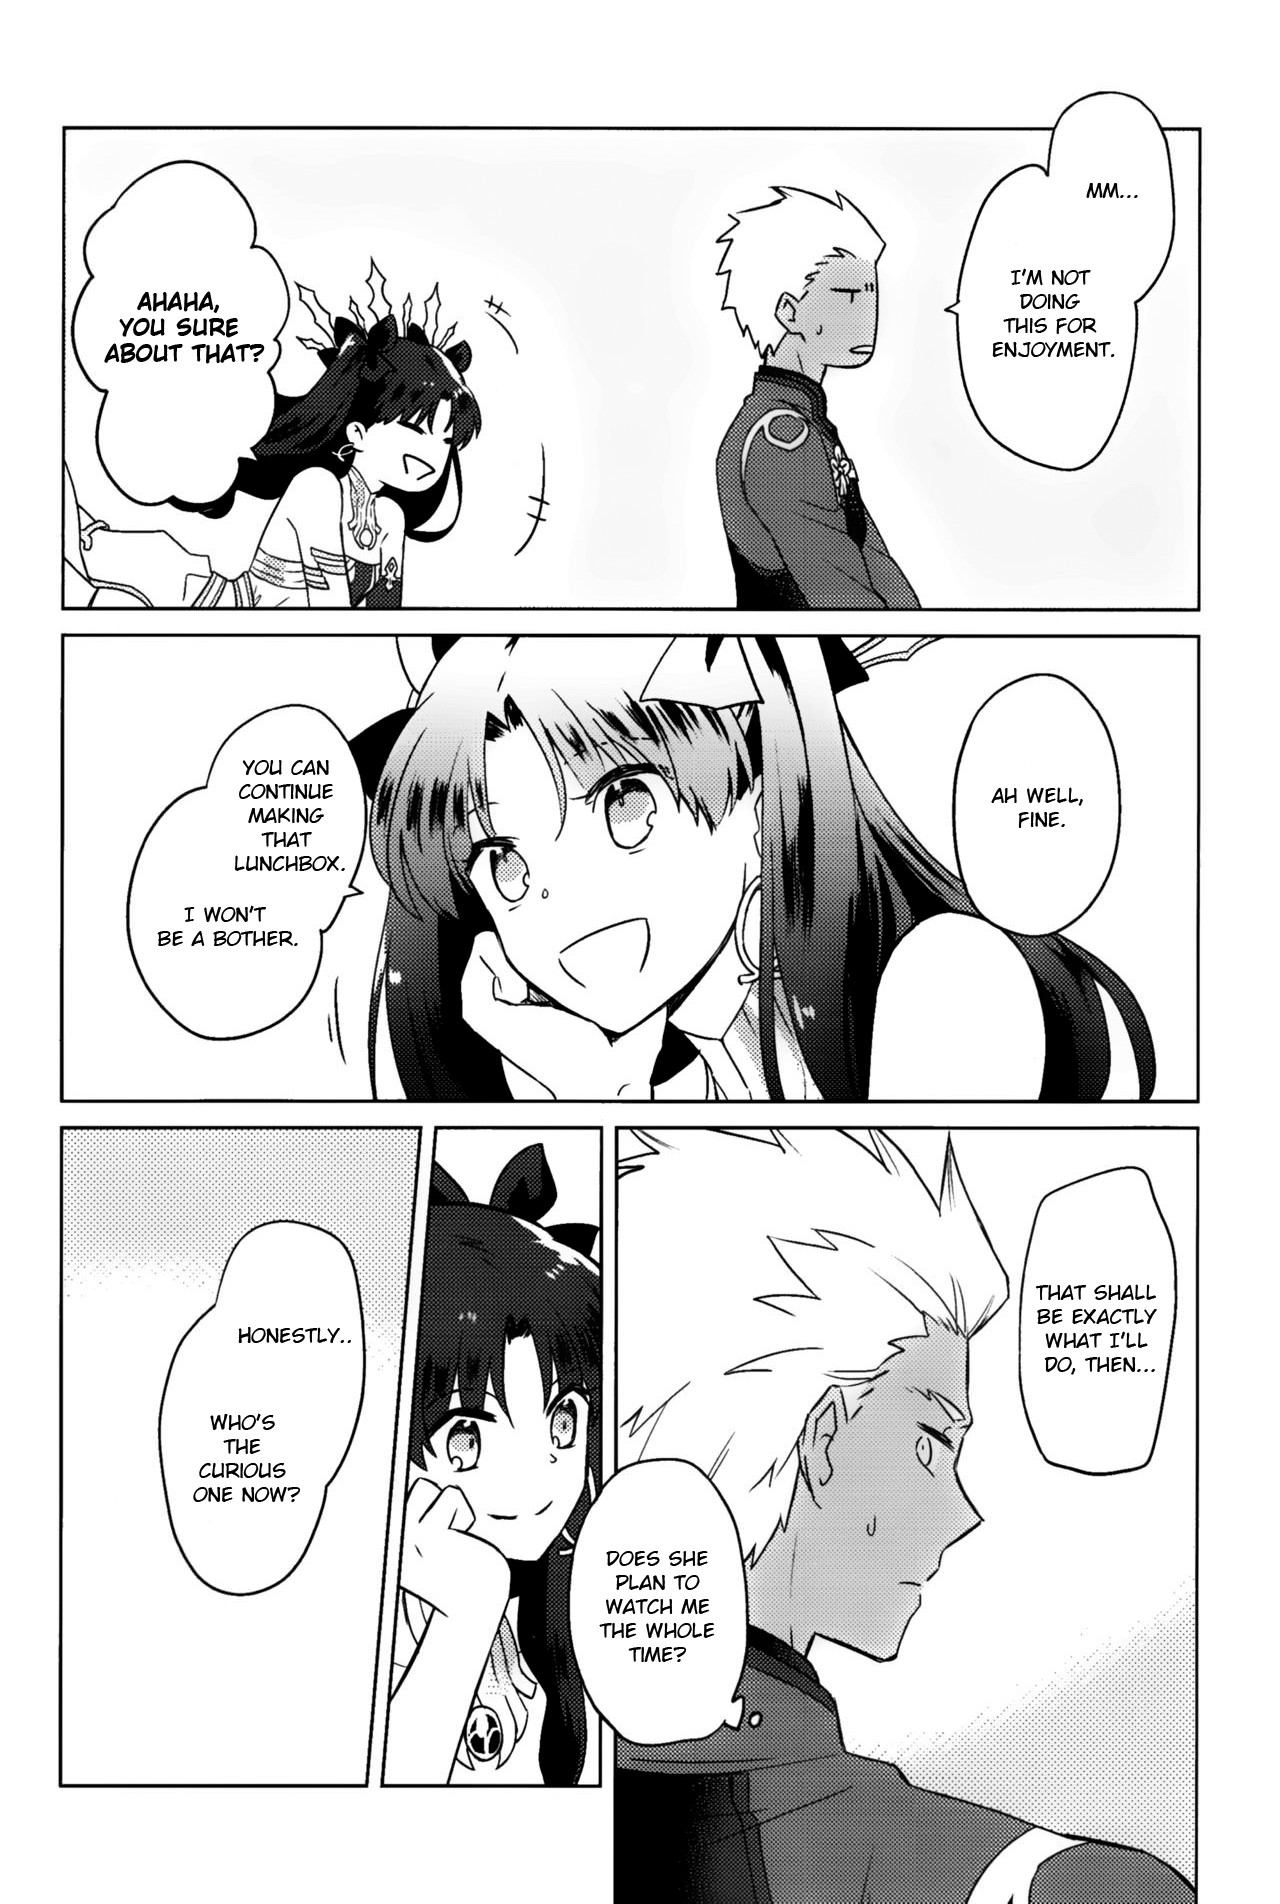 MM...
I'M NOT
DOING
THIS FOR
ENJOYMENT.
AHAHA,
YOU SURE
ABOUT THAT?
AH WELL,
FINE.
YOU CAN
CONTINUE
MAKING
THAT
LUNCHBOX.
I WON'T
BE A BOTHER.
THAT SHALL
BE EXACTLY
WHAT I'LL
DO, THEN...
DOES SHE
PLAN TO
WATCH ME
THE WHOLE
TIME?
HONESTLY..
WHO'S
THE
CURIOUS
ONE NOW?